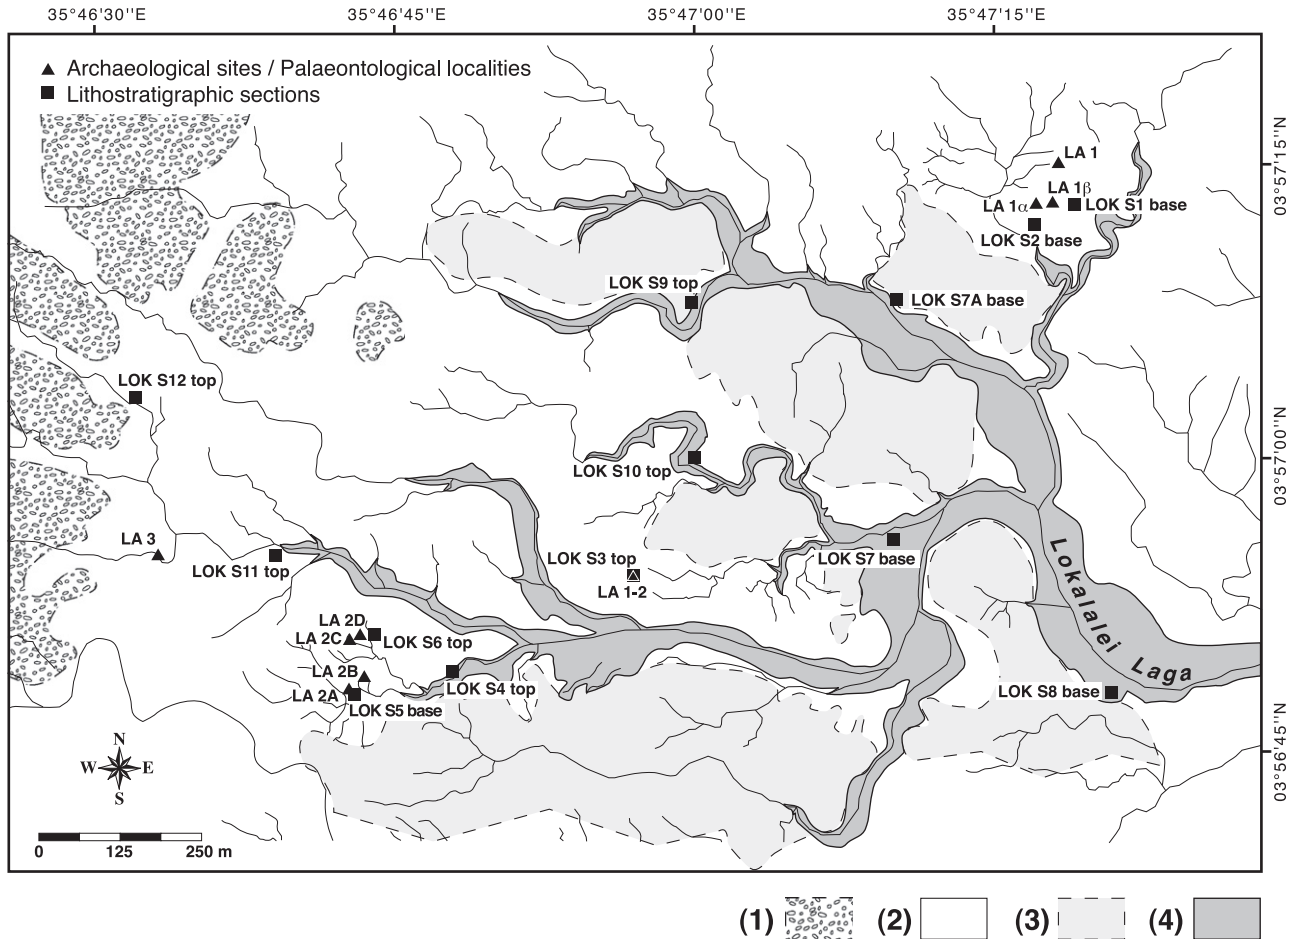 35°46'30''E 35°46'45''E 35°47'00''E 35°47'15''E
Archaeological sites / Palaeontological localities
Lithostratigraphic sections
03°57'15''N
LA 1
LA 1β
LA 1α
LOK S1 base
LOK S2 base
LOK S9 top
LOK S7A base
LOK S12 top
03°57'00''N
LOK S10 top
LA 3
LOK S11 top
LOK S3 top
LA 1-2
LOK S7 base
Lokalalei Laga
LA 2D
LA 2C
LOK S6 top
LA 2B
LA 2A
LOK S4 top
LOK S5 base
LOK S8 base
03°56'45''N
N
W E
S
0 125 250 m
(1) (2) (3) (4)